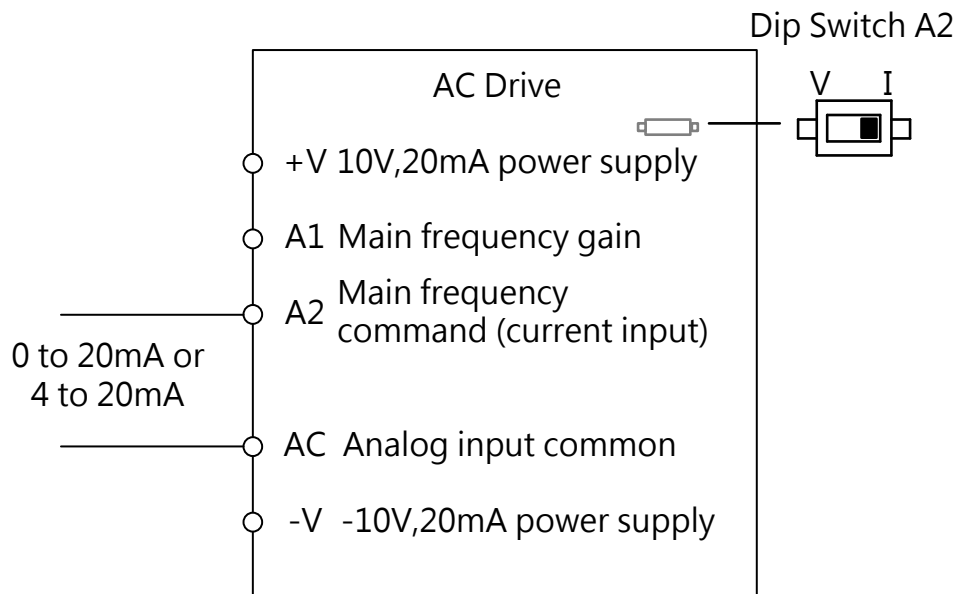 Dip Switch A2
V I
AC Drive
+V 10V,20mA power supply
A1 Main frequency gain
A2 Main frequency
command (current input)
0 to 20mA or
4 to 20mA
AC Analog input common
-V -10V,20mA power supply